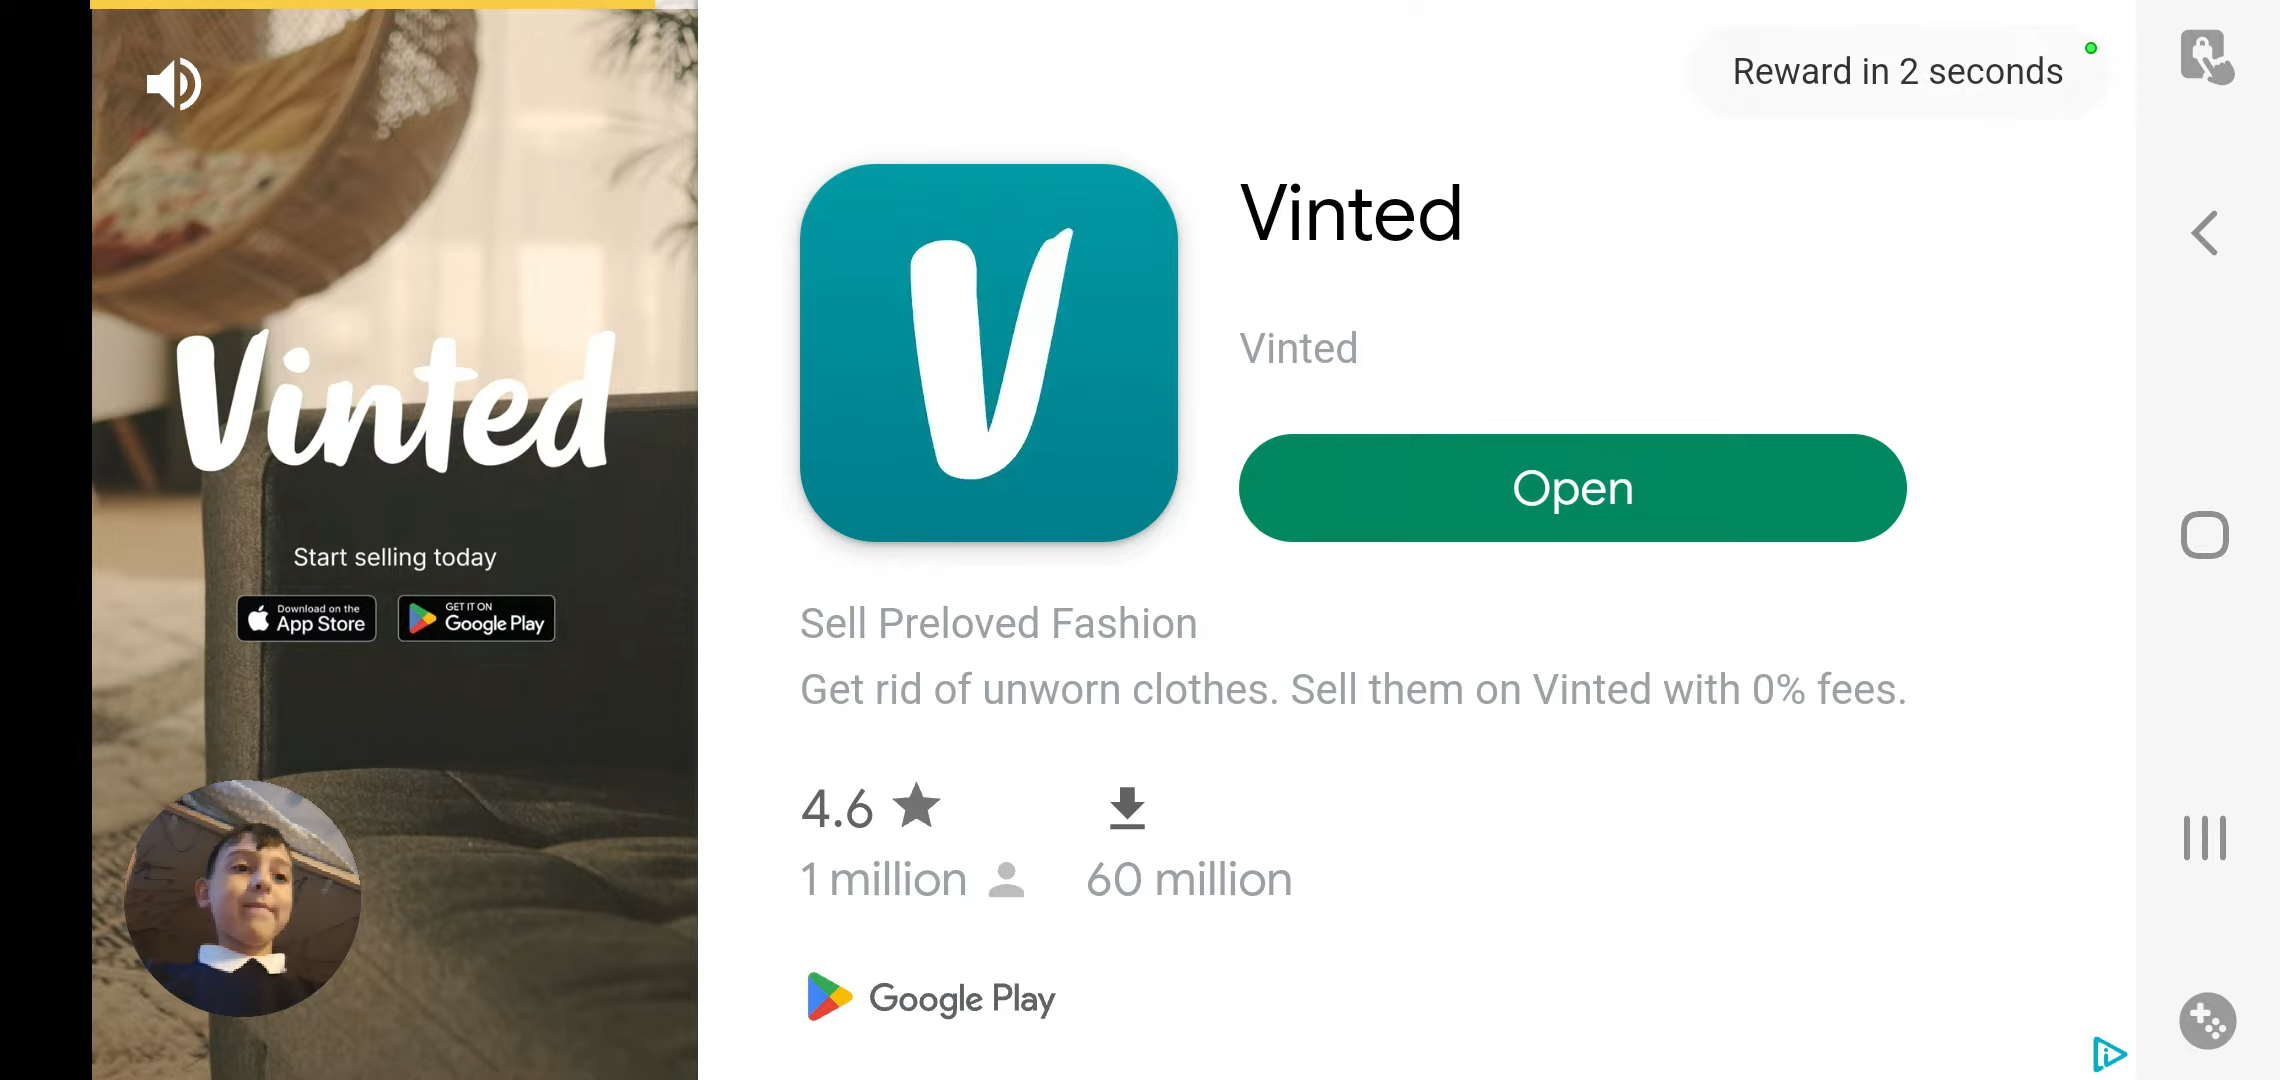 Vinted
Start selling today
Download on the
App Store
GET IT ON
Google Play
Reward in 2 seconds
V
Vinted
Vinted
Open
Sell Preloved Fashion
Get rid of unworn clothes. Sell them on Vinted with 0% fees.
4.6
1 million
60 million
Google Play